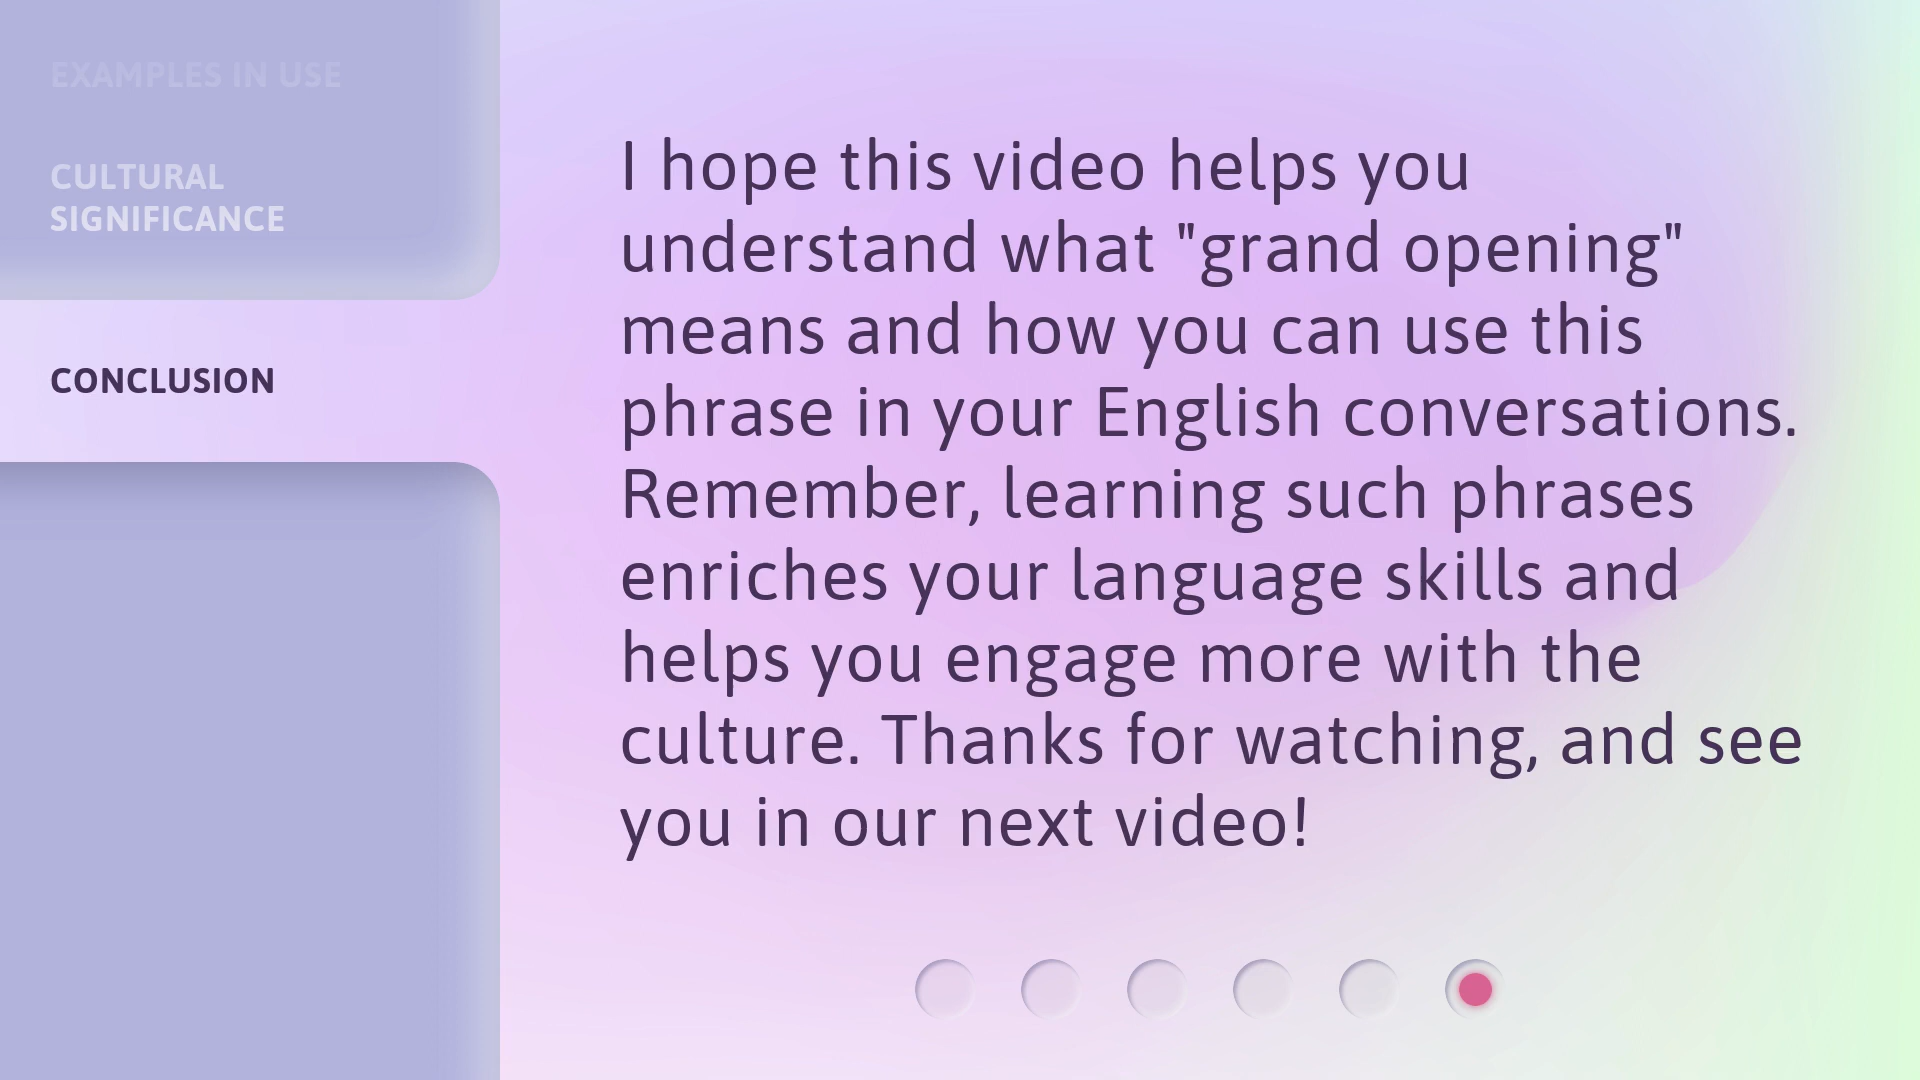 EXAMPLES IN USE
CULTURAL
SIGNIFICANCE
CONCLUSION
I hope this video helps you
understand what "grand opening"
means and how you can use this
phrase in your English conversations.
Remember, learning such phrases
enriches your language skills and
helps you engage more with the
culture. Thanks for watching, and see
you in our next video!